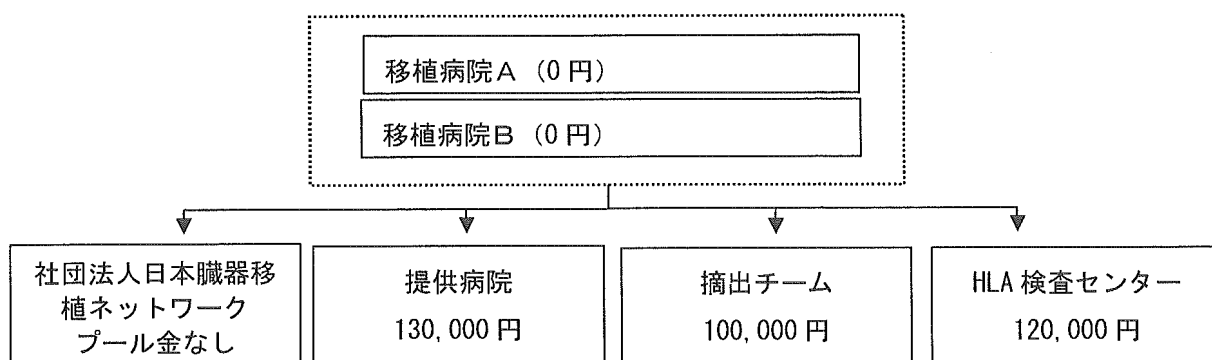 移植病院A（0円）
移植病院B（0円）
社団法人日本臓器移
植ネットワーク
プール金なし
提供病院
130,000円
摘出チーム
100,000円
HLA検査センター
120,000円